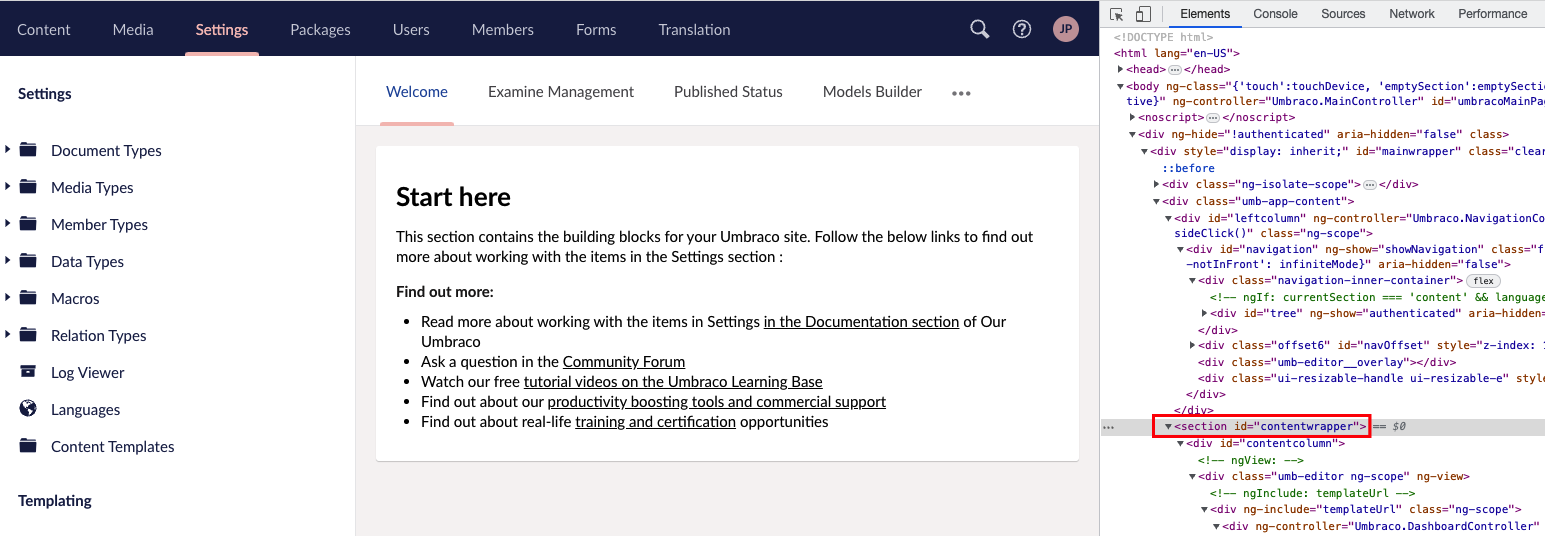 Content Media Settings Packages Users Members Forms Translation JP
Settings
Document Types
Media Types
Member Types
Data Types
Macros
Relation Types
Log Viewer
Languages
Content Templates
Templating
Welcome Examine Management Published Status Models Builder •••
Start here
This section contains the building blocks for your Umbraco site. Follow the below links to find out
more about working with the items in the Settings section :
Find out more:
• Read more about working with the items in Settings in the Documentation section of Our
Umbraco
• Ask a question in the Community Forum
• Watch our free tutorial videos on the Umbraco Learning Base
• Find out about our productivity boosting tools and commercial support
• Find out about real-life training and certification opportunities
Elements Console Sources Network Performance
<!DOCTYPE html>
<html lang="en-US">
<head>…</head>
<body ng-class="{'touch':touchDevice, 'emptySection':emptySecti
tive}" ng-controller="Umbraco.MainController" id="umbracoMainPa
<noscript>…</noscript>
<div ng-hide="!authenticated" aria-hidden="false" class>
<div style="display: inherit;" id="mainwrapper" class="clear
::before
<div class="ng-isolate-scope">…</div>
<div class="umb-app-content">
<div id="leftcolumn" ng-controller="Umbraco.NavigationCo
sideClick()" class="ng-scope">
<div id="navigation" ng-show="showNavigation" class="f
-notInFront': infiniteMode}" aria-hidden="false">
<div class="navigation-inner-container"> flex
<!-- ngIf: currentSection === 'content' && language
<div id="tree" ng-show="authenticated" aria-hidden=
</div>
<div class="offset6" id="navOffset" style="z-index: 1
<div class="umb-editor__overlay"></div>
<div class="ui-resizable-handle ui-resizable-e" style
</div>
</div>
<section id="contentwrapper"> == $0
<div id="contentcolumn">
<!-- ngView: -->
<div class="umb-editor ng-scope" ng-view>
<!-- ngInclude: templateUrl -->
<div ng-include="templateUrl" class="ng-scope">
<div ng-controller="Umbraco.DashboardController"